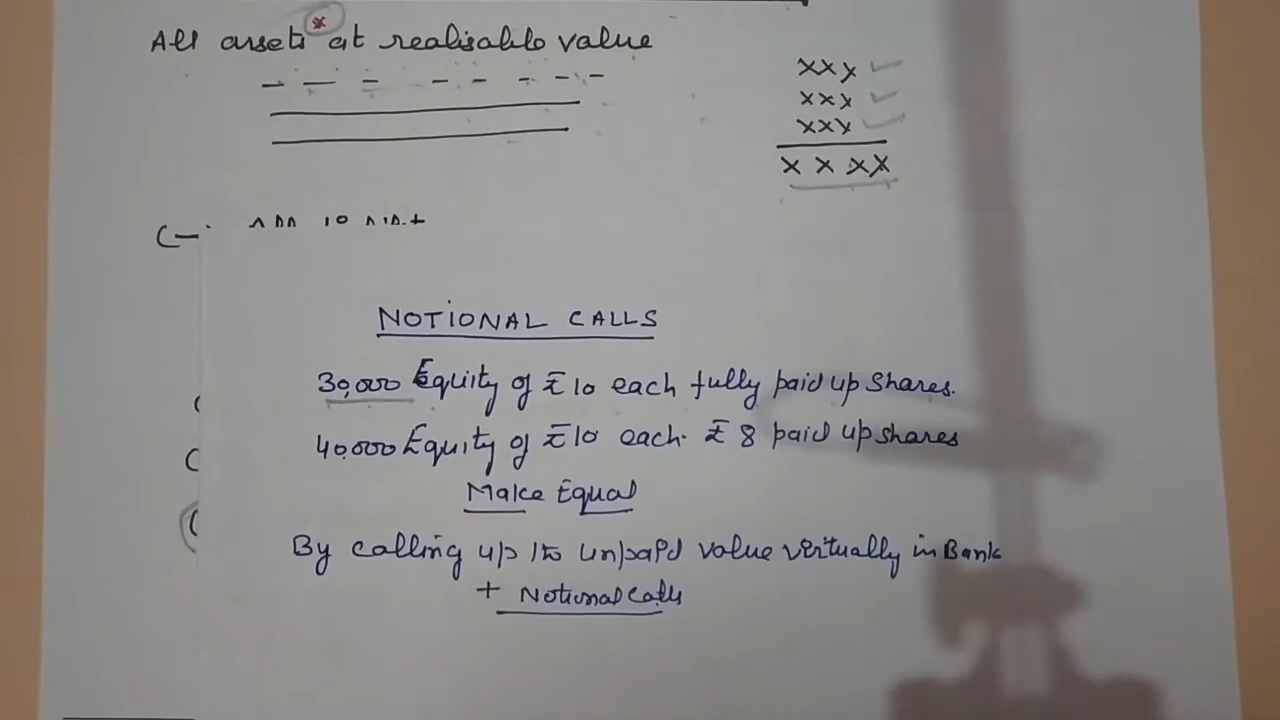 All assets * at realisable value
xxx
xxx
xxx
x x xx
NOTIONAL CALLS
30,000 Equity of ₹10 each fully paid up Shares.
40,000 Equity of ₹10 each. ₹ 8 paid up shares
Make Equal
By calling up its unpaid value virtually in Bank
+ Notional Calls